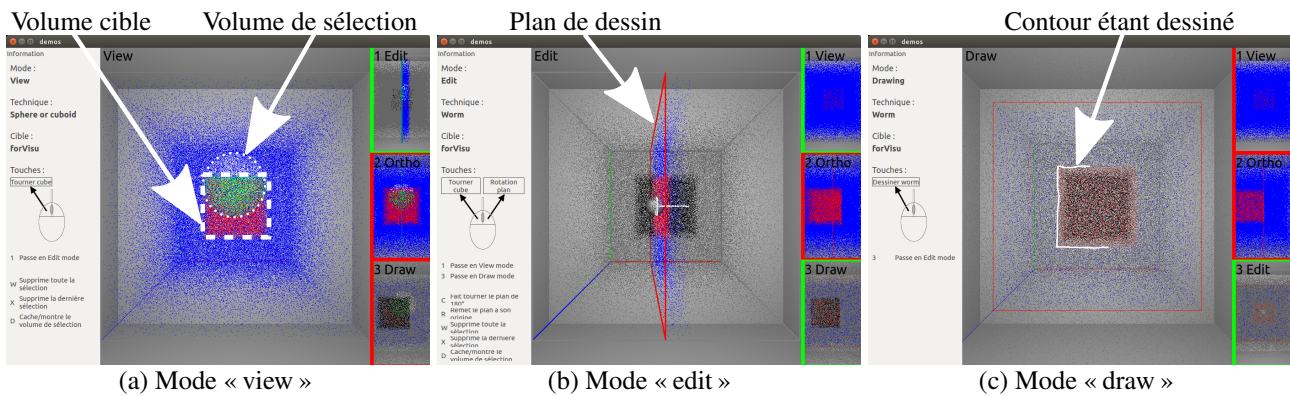 Volume cible
Volume de sélection
Plan de dessin
Contour étant dessiné
demos
Information
Mode :
View
Technique :
Sphere or cuboid
Cible :
forVisu
Touches :
Tourner cube
1 Passe en Edit mode
W Supprime toute la
sélection
X Supprime la dernière
sélection
D Cache/montre le
volume de sélection
View
1 Edit
2 Ortho
3 Draw
(a) Mode « view »
demos
Information
Mode :
Edit
Technique :
Worm
Cible :
forVisu
Touches :
Tourner
cube
Rotation
plan
1 Passe en View mode
3 Passe en Draw mode
C Fait tourner le plan de
180°
R Remet le plan à son
origine
W Supprime toute la
sélection
X Supprime la dernière
sélection
D Cache/montre le
volume de sélection
Edit
1 View
2 Ortho
3 Draw
(b) Mode « edit »
demos
Information
Mode :
Drawing
Technique :
Worm
Cible :
forVisu
Touches :
Dessiner worm
3 Passe en Edit mode
Draw
1 View
2 Ortho
3 Edit
(c) Mode « draw »